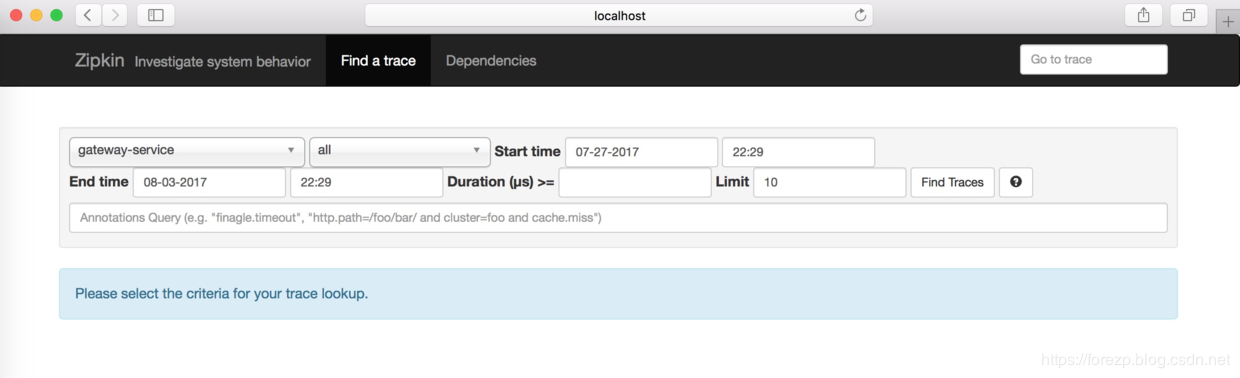 localhost
Zipkin Investigate system behavior Find a trace Dependencies Go to trace
gateway-service all Start time 07-27-2017 22:29
End time 08-03-2017 22:29 Duration (μs) >= Limit 10 Find Traces ?
Annotations Query (e.g. "finagle.timeout", "http.path=/foo/bar/ and cluster=foo and cache.miss")
Please select the criteria for your trace lookup.
https://forezp.blog.csdn.net